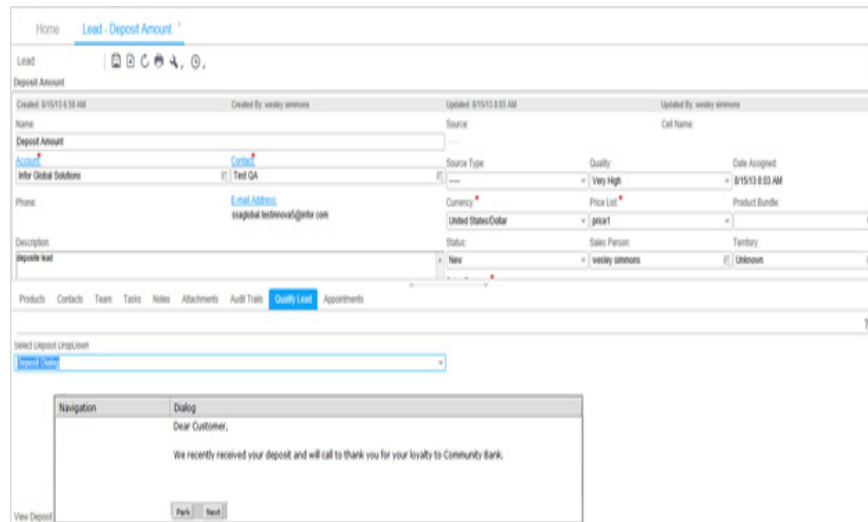 Home Lead - Deposit Amount
Lead
Deposit Amount
Created: 8/15/13 6:59 AM Created By: wesley simmons Updated: 8/15/13 8:03 AM Updated By: wesley simmons
Name: Source: Cell Name:
Deposit Amount -----
Account: * Contact: * Source Type: Quality: Date Assigned:
Infor Global Solutions Test QA ----- Very High 8/15/13 8:03 AM
Phone: E-mail Address: Currency: * Price List: * Product Bundle:
ssaglobal.testinnova5@infor.com United States/Dollar price1
Description: Status: Sales Person: Territory:
deposite lead New wesley simmons Unknown
Products Contacts Team Tasks Notes Attachments Audit Trails Qualify Lead Appointments
?
Select Deposit DropDown
Deposit Dialog
Navigation Dialog
Dear Customer,
We recently received your deposit and will call to thank you for your loyalty to Community Bank.
Park Next
View Deposit